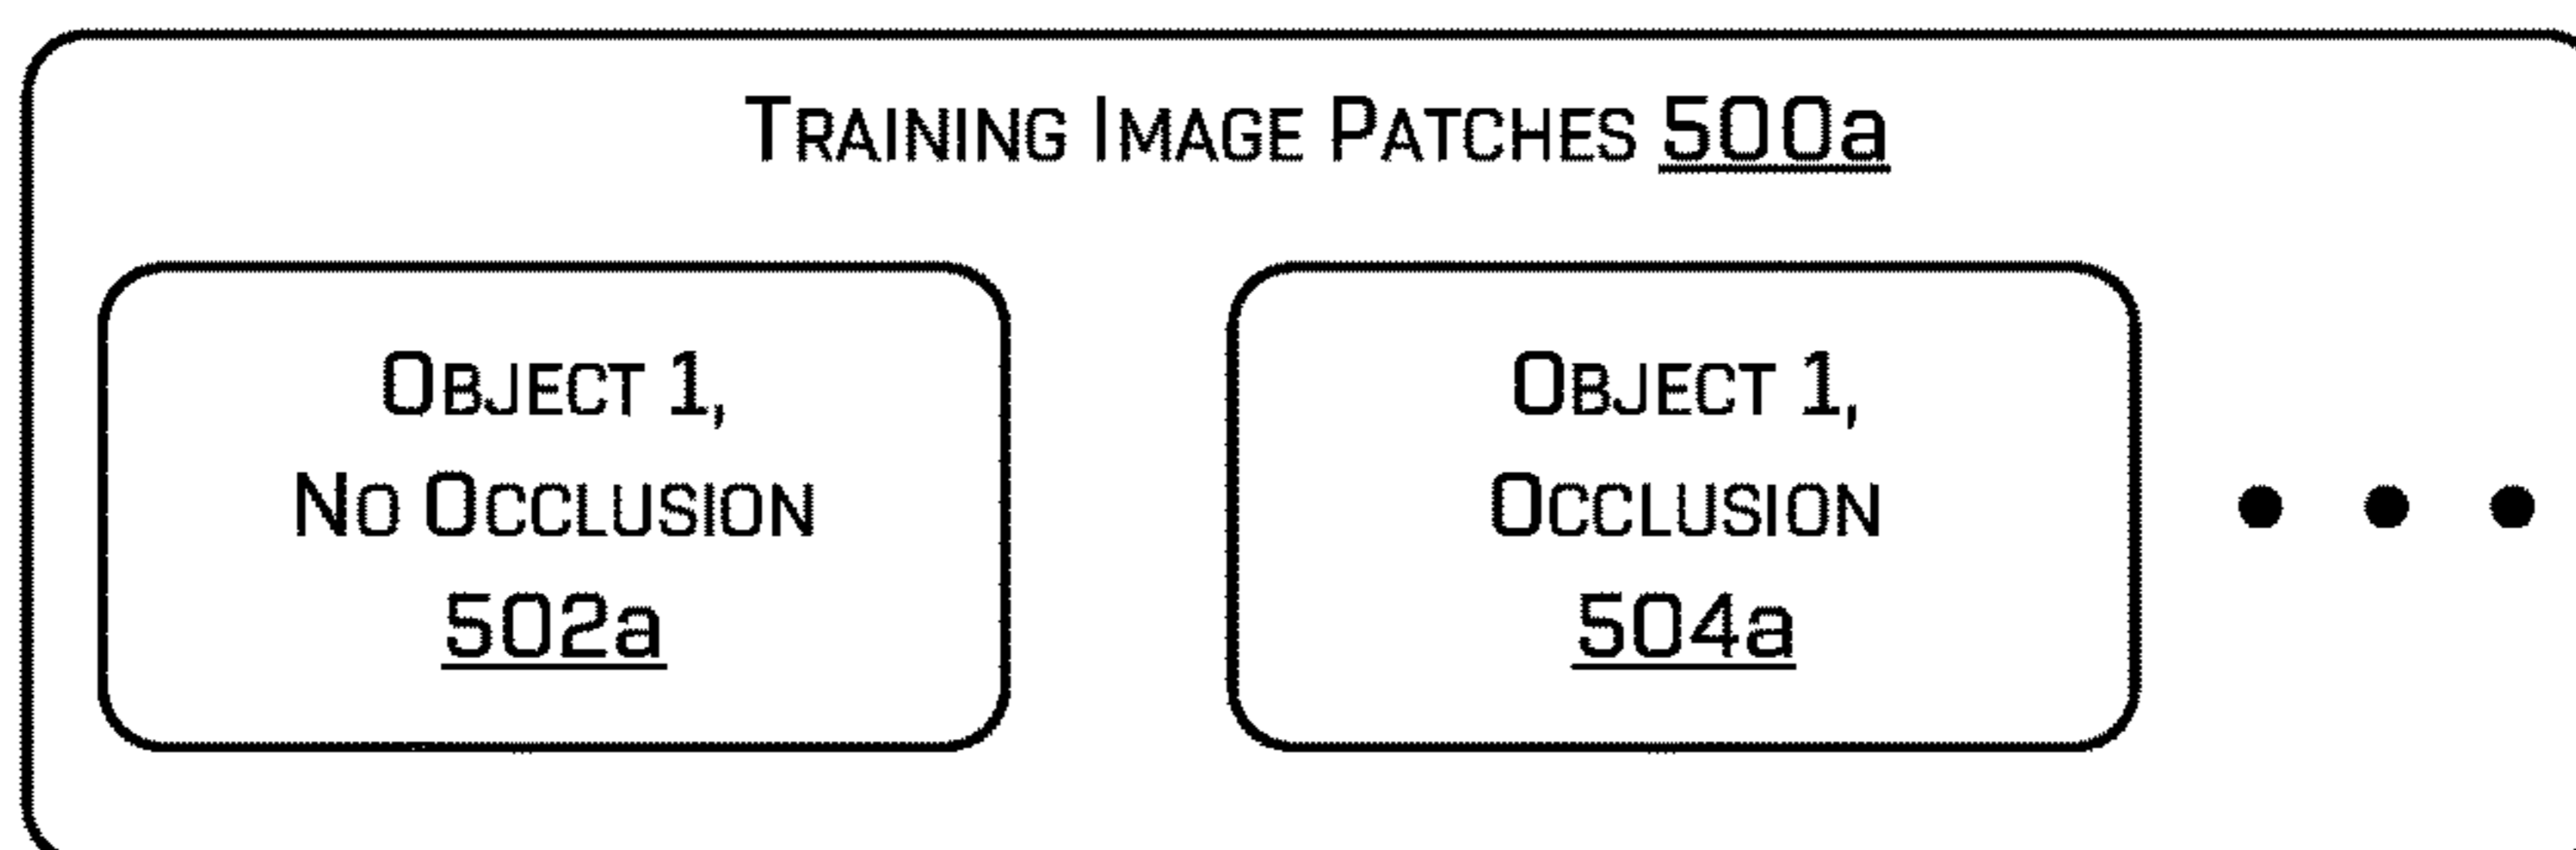 TRAINING IMAGE PATCHES 500a
OBJECT 1,
NO OCCLUSION
502a
OBJECT 1,
OCCLUSION
504a